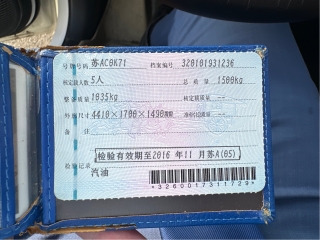 号牌号码 苏AC0K71 档案编号 320101931236
核定载人数 5人 总质量 1500kg
整备质量 1035kg 核定载质量 --
外廓尺寸 4410×1700×1490mm 准牵引总质量 --
检验有效期至2016 年11 月苏A(05)
检验记录
汽油
*3260017311729*